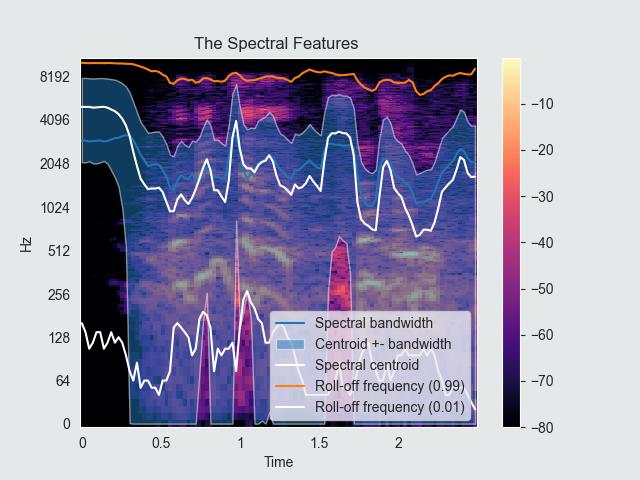 The Spectral Features
8192
4096
2048
1024
512
256
128
64
0
Hz
0
0.5
1
1.5
2
Time
Spectral bandwidth
Centroid +- bandwidth
Spectral centroid
Roll-off frequency (0.99)
Roll-off frequency (0.01)
−10
−20
−30
−40
−50
−60
−70
−80